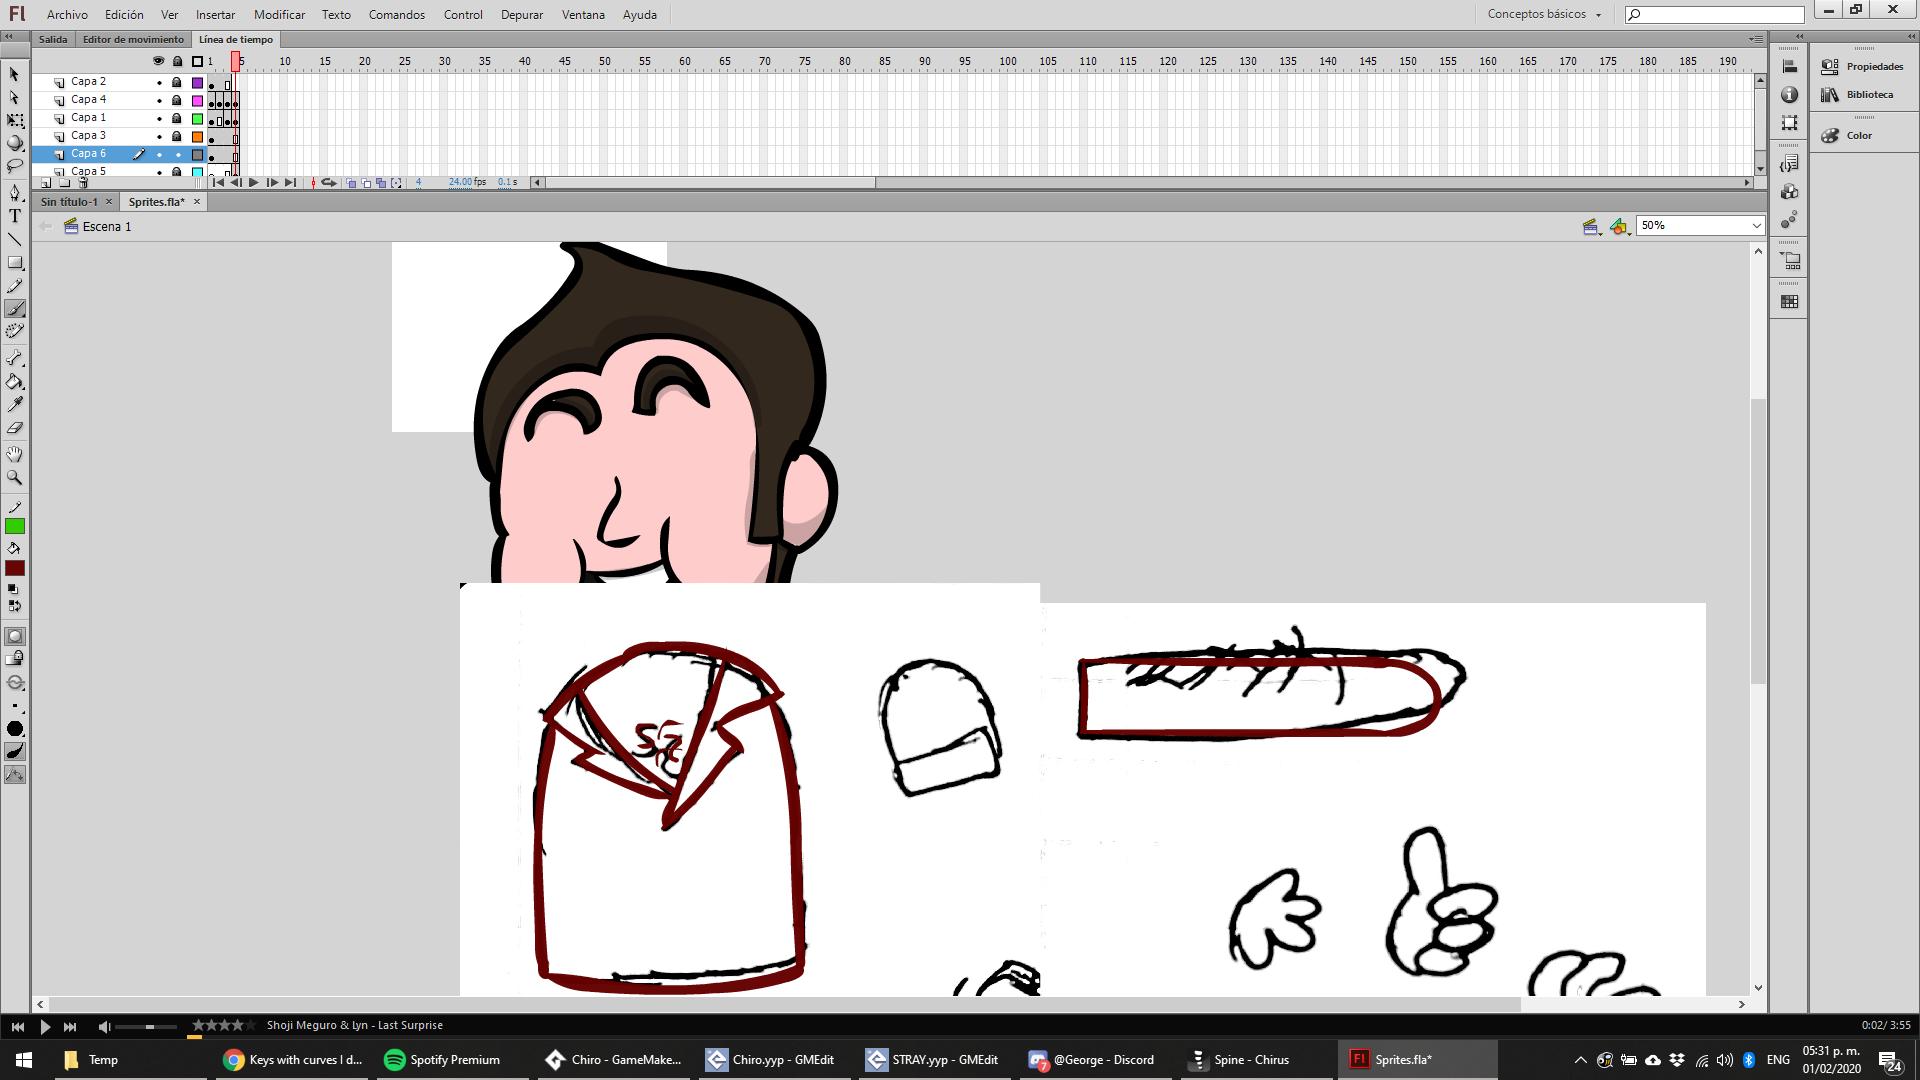 Fl Archivo Edición Ver Insertar Modificar Texto Comandos Control Depurar Ventana Ayuda Conceptos básicos
Salida Editor de movimiento Línea de tiempo
1 5 10 15 20 25 30 35 40 45 50 55 60 65 70 75 80 85 90 95 100 105 110 115 120 125 130 135 140 145 150 155 160 165 170 175 180 185 190
Capa 2
Capa 4
Capa 1
Capa 3
Capa 6
Capa 5
4 24.00 fps 0.1 s
Propiedades
Biblioteca
Color
Sin título-1 Sprites.fla*
Escena 1 50%
T
Shoji Meguro & Lyn - Last Surprise 0:02/ 3:55
Temp Keys with curves I d... Spotify Premium Chiro - GameMake... Chiro.yyp - GMEdit STRAY.yyp - GMEdit @George - Discord Spine - Chirus Fl Sprites.fla* ENG 05:31 p. m.
01/02/2020
7
24